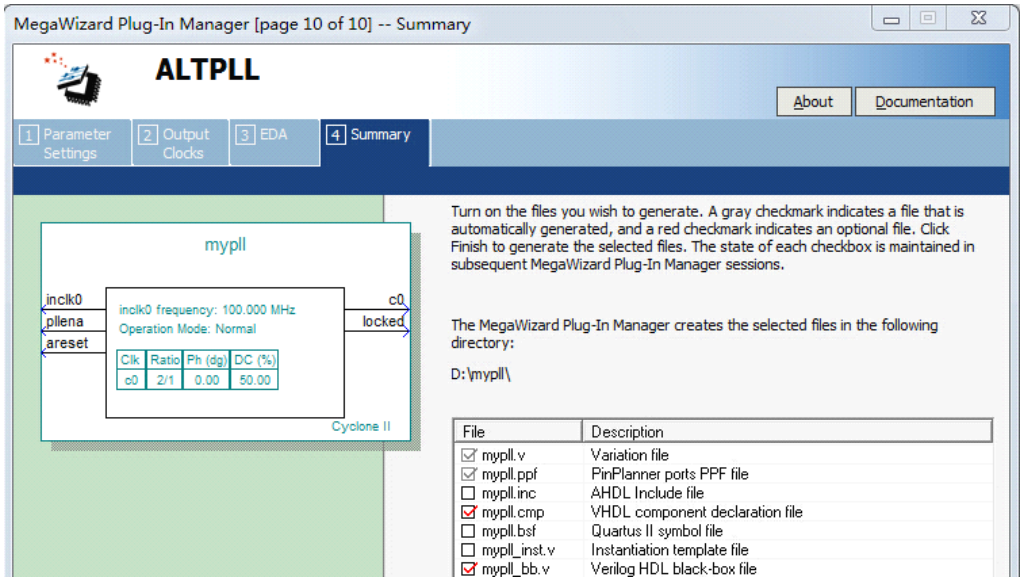 MegaWizard Plug-In Manager [page 10 of 10] -- Summary
ALTPLL
About Documentation
1 Parameter Settings
2 Output Clocks
3 EDA
4 Summary
mypll
inclk0
pllena
areset
inclk0 frequency: 100.000 MHz
Operation Mode: Normal
Clk Ratio Ph (dg) DC (%)
c0 2/1 0.00 50.00
c0
locked
Cyclone II
Turn on the files you wish to generate. A gray checkmark indicates a file that is
automatically generated, and a red checkmark indicates an optional file. Click
Finish to generate the selected files. The state of each checkbox is maintained in
subsequent MegaWizard Plug-In Manager sessions.
The MegaWizard Plug-In Manager creates the selected files in the following
directory:
D:\mypll\
File Description
mypll.v Variation file
mypll.ppf PinPlanner ports PPF file
mypll.inc AHDL Include file
mypll.cmp VHDL component declaration file
mypll.bsf Quartus II symbol file
mypll_inst.v Instantiation template file
mypll_bb.v Verilog HDL black-box file